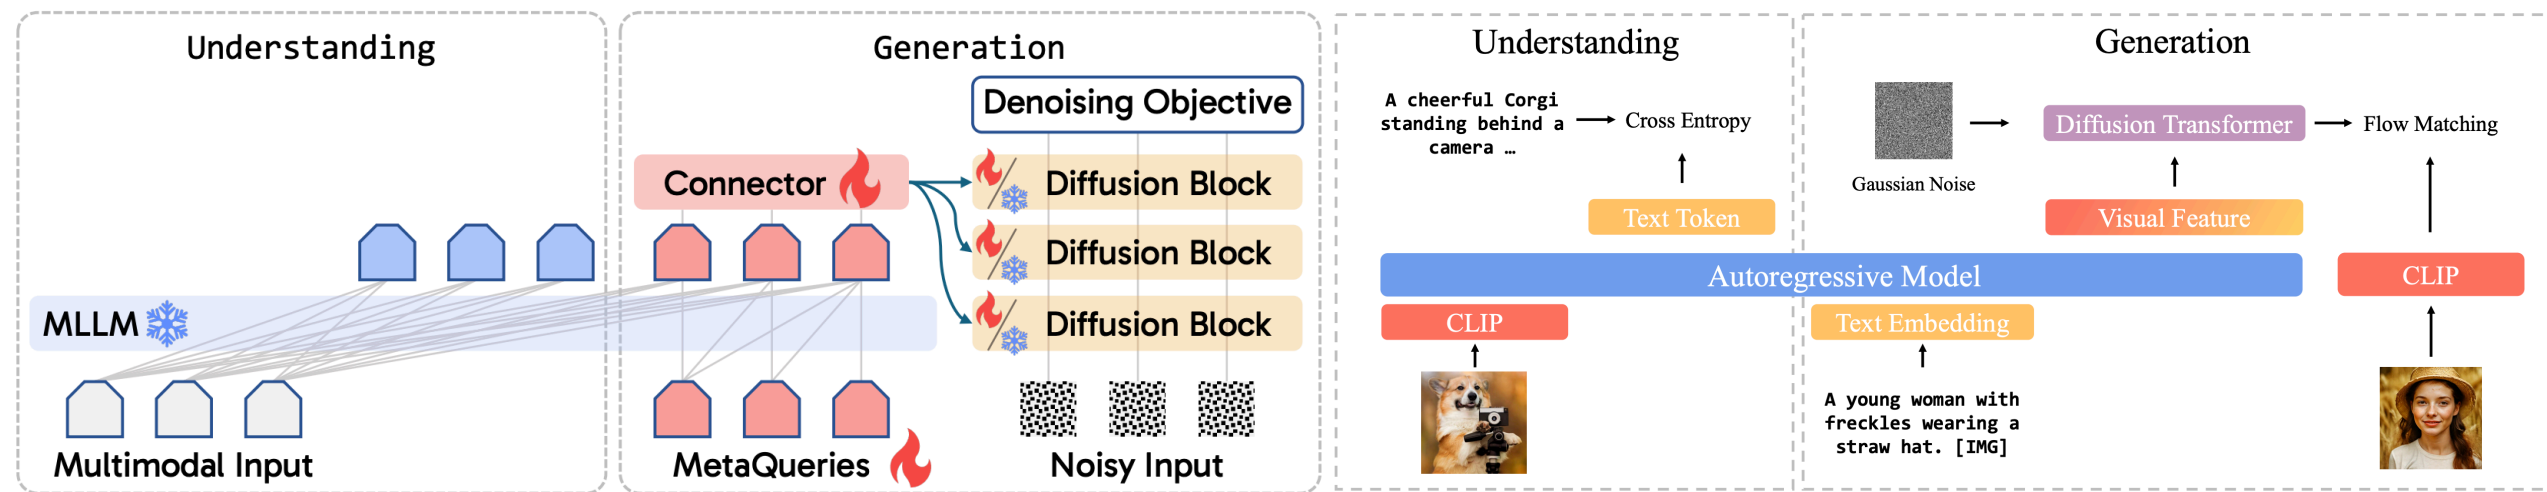 Understanding
MLLM
Multimodal Input
Generation
Denoising Objective
Connector
Diffusion Block
Diffusion Block
Diffusion Block
MetaQueries
Noisy Input
Understanding
A cheerful Corgi
standing behind a
camera …
Cross Entropy
Text Token
Autoregressive Model
CLIP
Generation
Gaussian Noise
Diffusion Transformer
Flow Matching
Visual Feature
CLIP
Text Embedding
A young woman with
freckles wearing a
straw hat. [IMG]